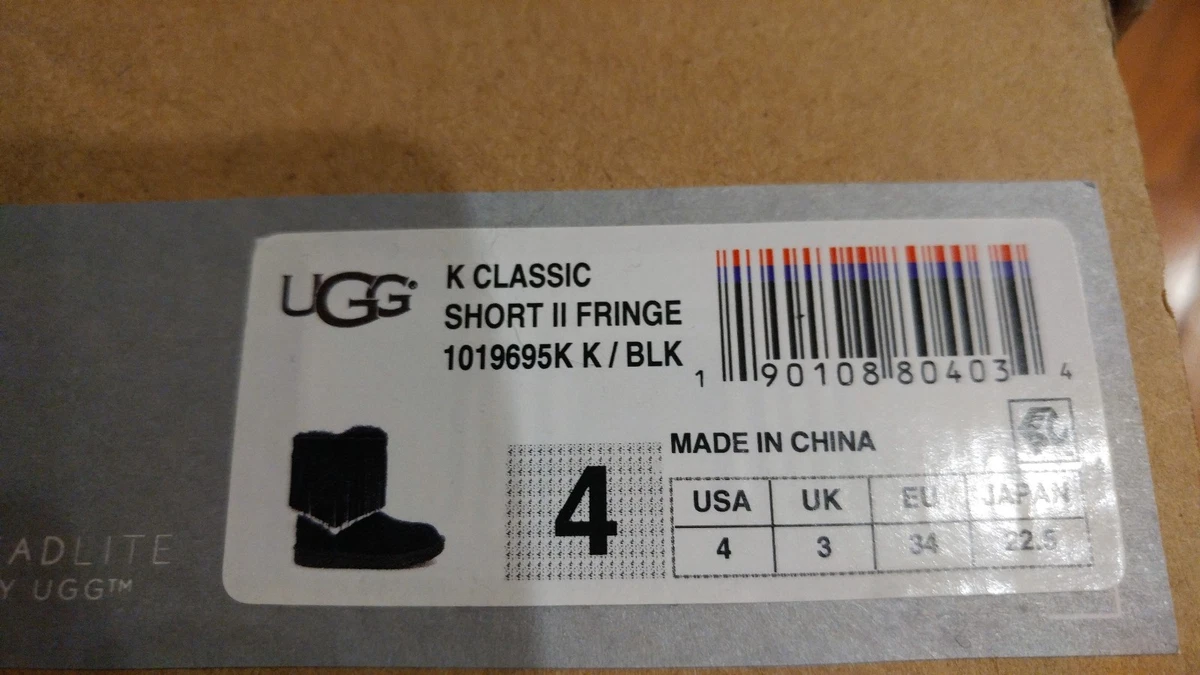 UGG®
K CLASSIC
SHORT II FRINGE
1019695K K / BLK
1 90108 80403 4
MADE IN CHINA
4
USA UK EU JAPAN
4 3 34 22.5
ADLITE
Y UGG™